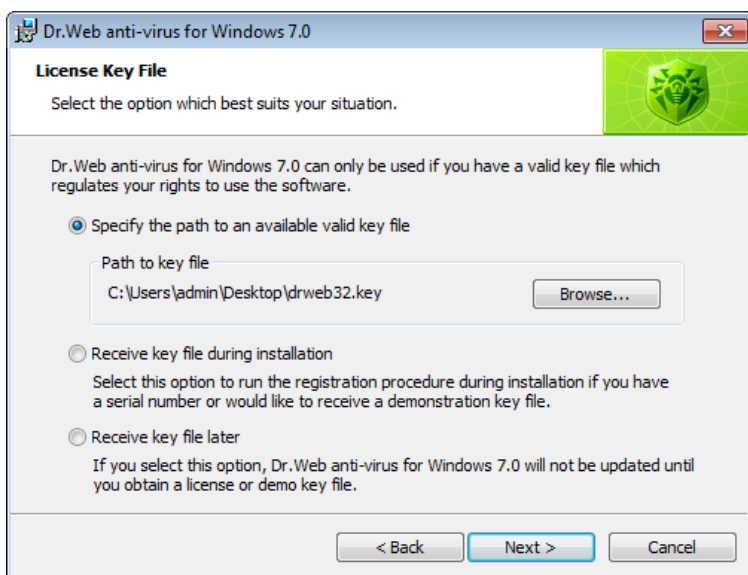 Dr.Web anti-virus for Windows 7.0
License Key File
Select the option which best suits your situation.
Dr.Web anti-virus for Windows 7.0 can only be used if you have a valid key file which
regulates your rights to use the software.
Specify the path to an available valid key file
Path to key file
C:\Users\admin\Desktop\drweb32.key
Browse...
Receive key file during installation
Select this option to run the registration procedure during installation if you have
a serial number or would like to receive a demonstration key file.
Receive key file later
If you select this option, Dr.Web anti-virus for Windows 7.0 will not be updated until
you obtain a license or demo key file.
< Back
Next >
Cancel